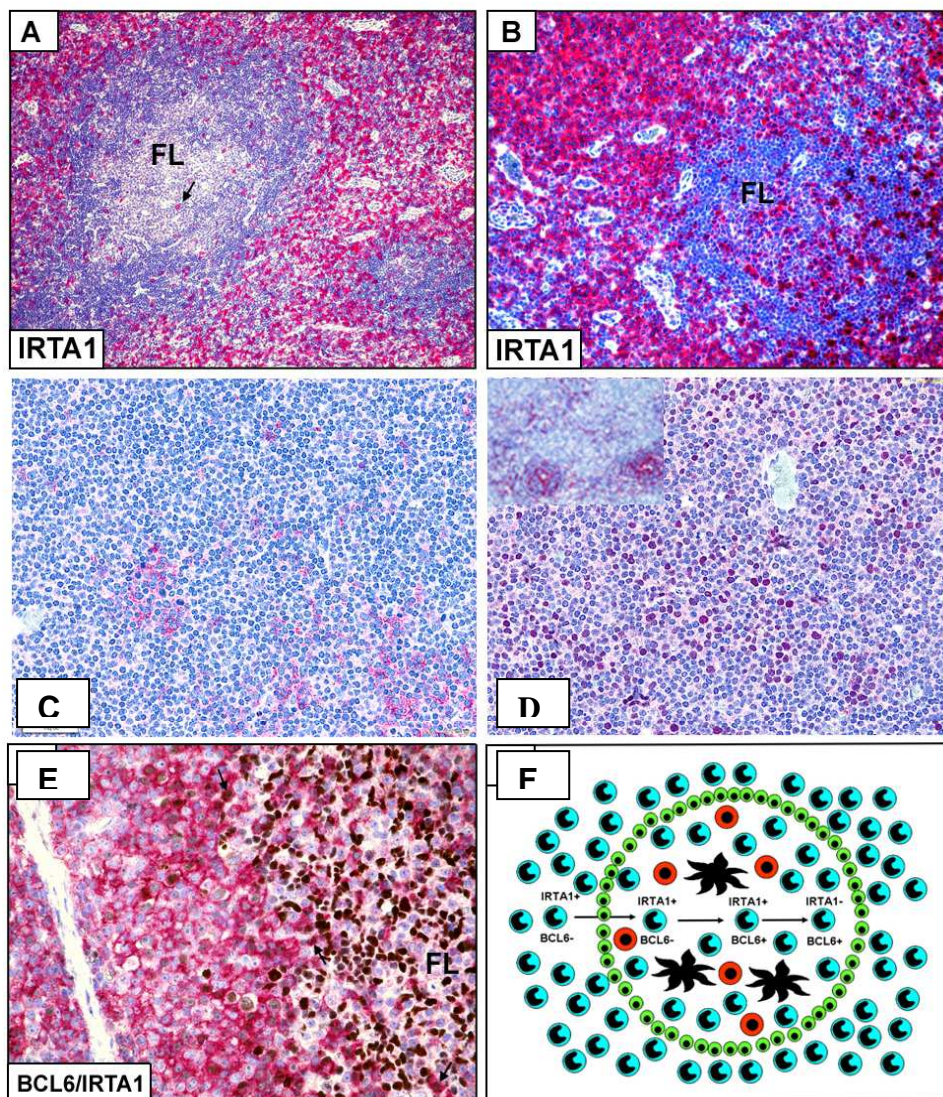 A
B
FL
FL
IRTA1
IRTA1
C
D
E
F
IRTA1+
IRTA1+
IRTA1+
IRTA1-
BCL6-
BCL6-
BCL6+
BCL6+
FL
BCL6/IRTA1